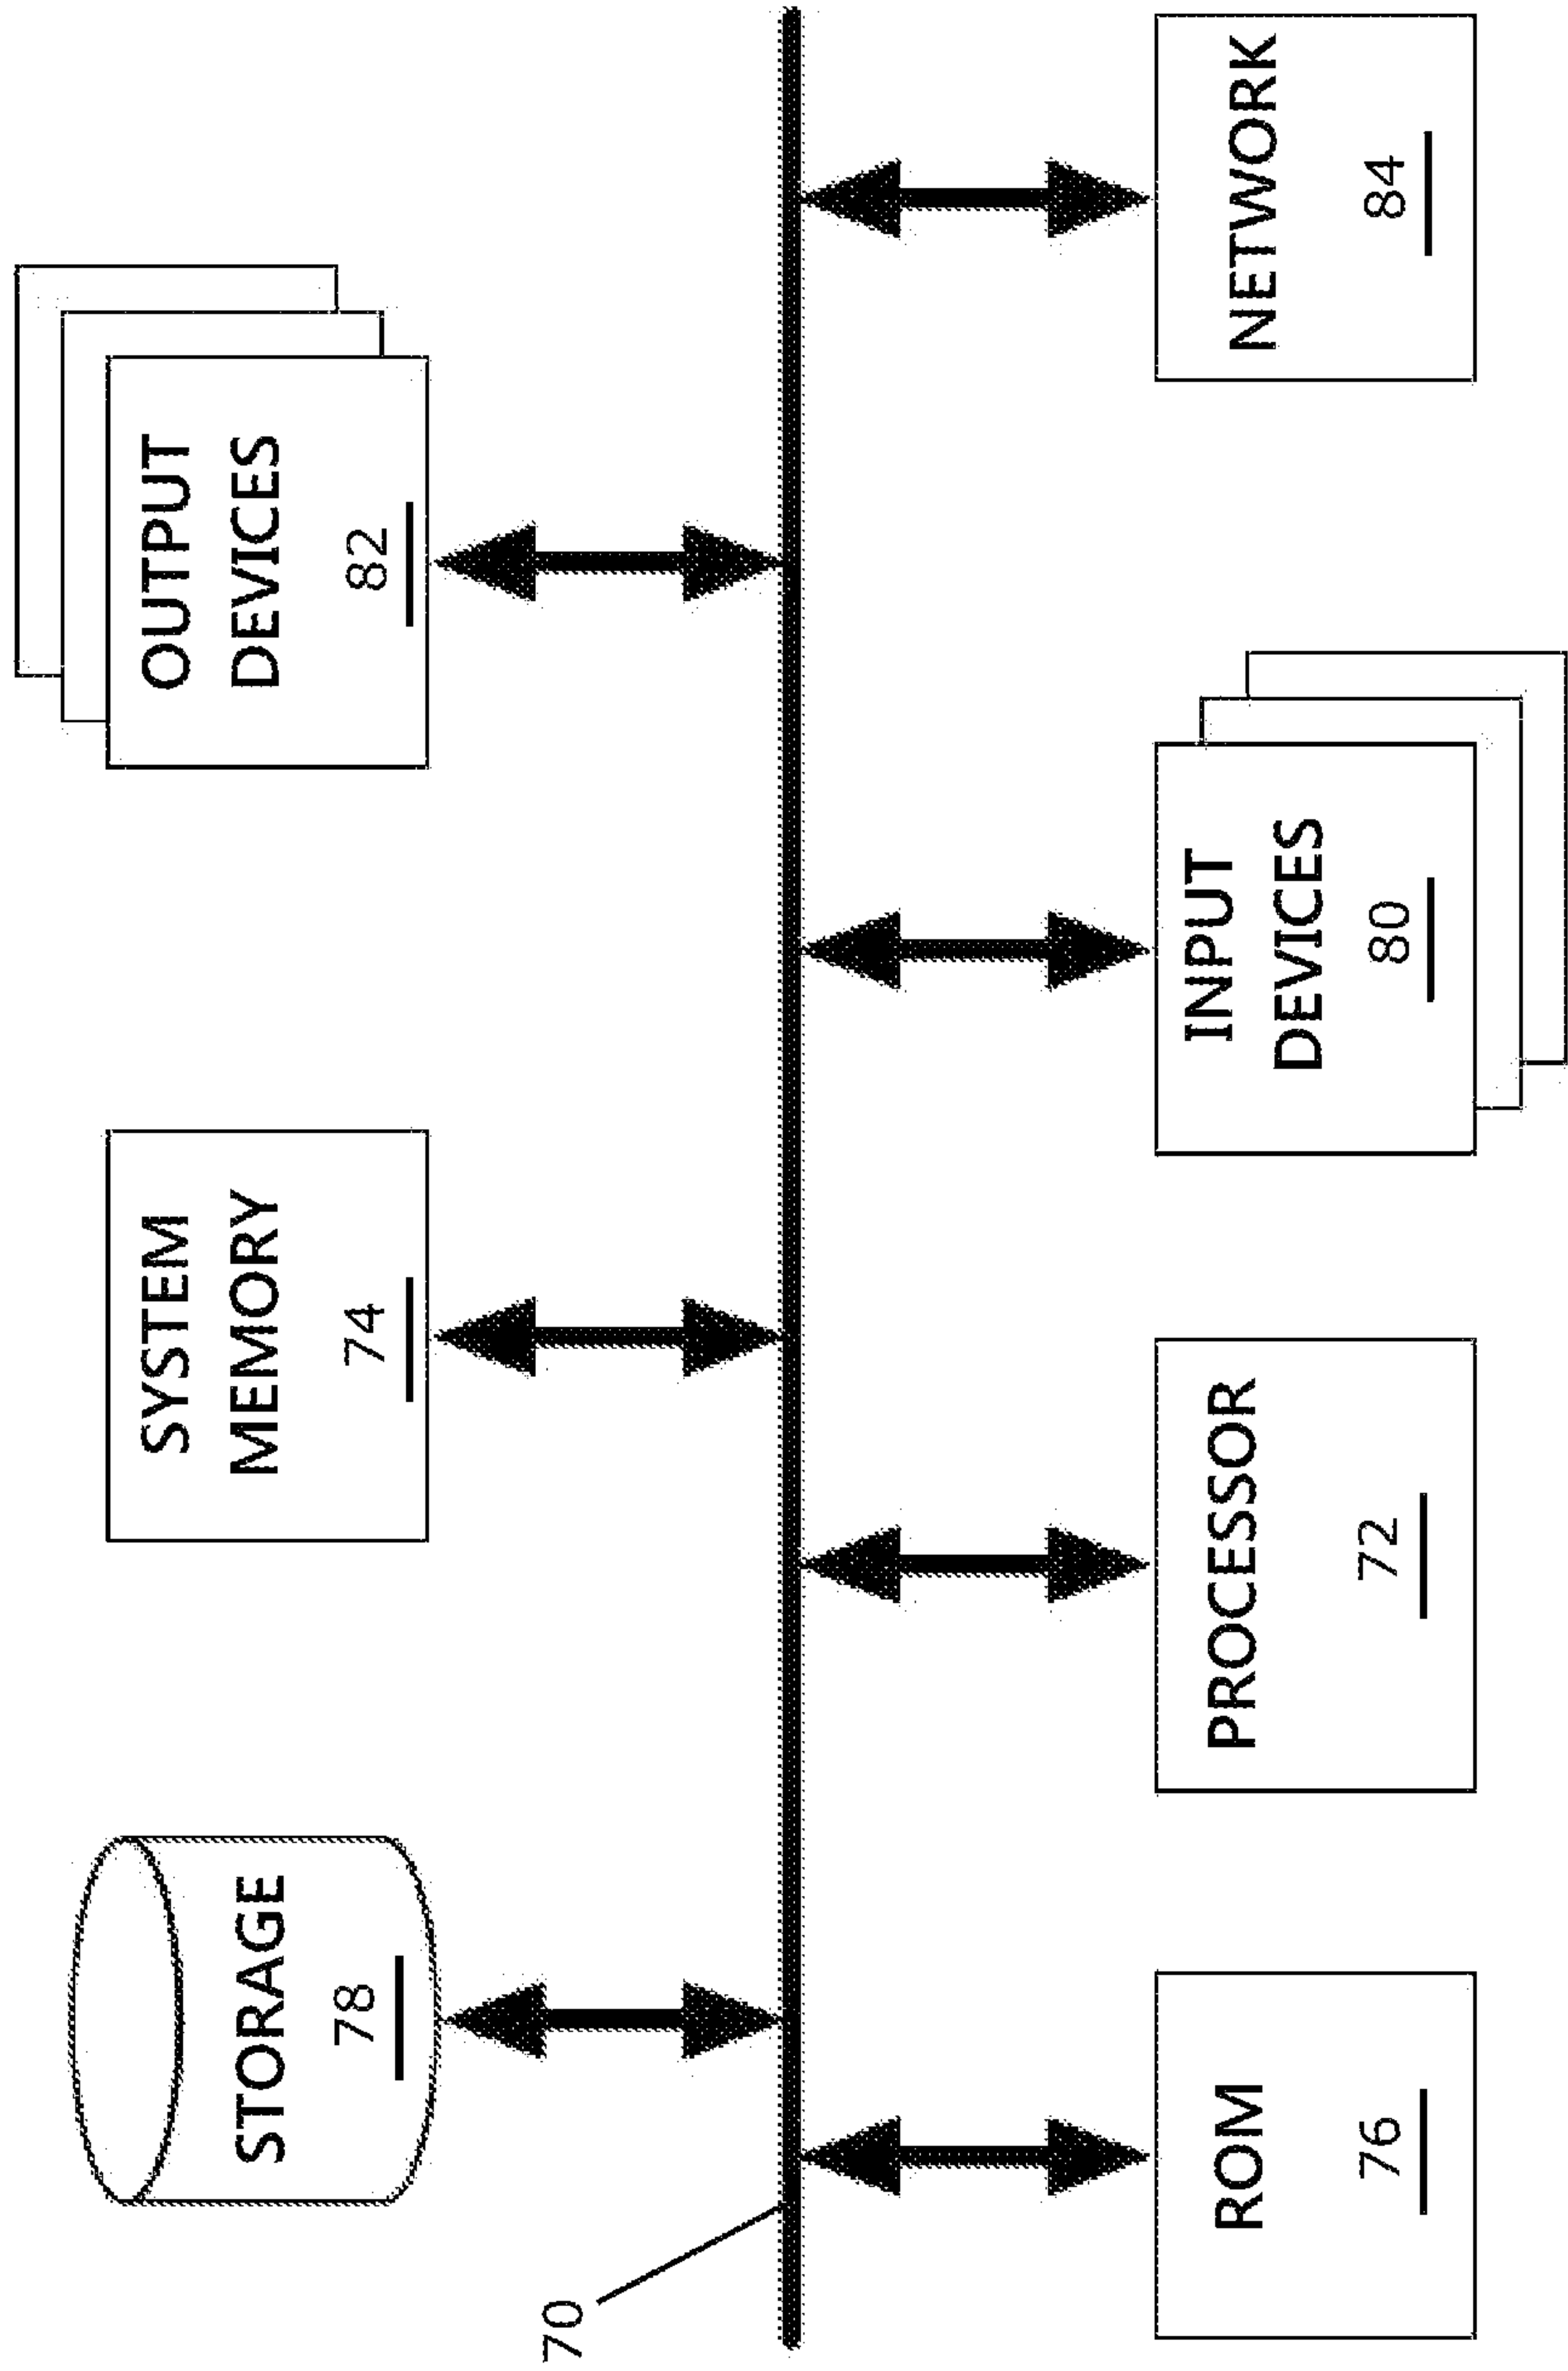 STORAGE
78
SYSTEM
MEMORY
74
OUTPUT
DEVICES
82
70
ROM
76
PROCESSOR
72
INPUT
DEVICES
80
NETWORK
84